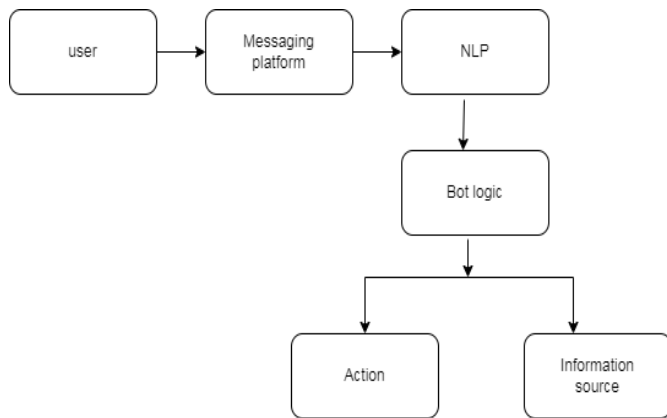 user
Messaging
platform
NLP
Bot logic
Action
Information
source